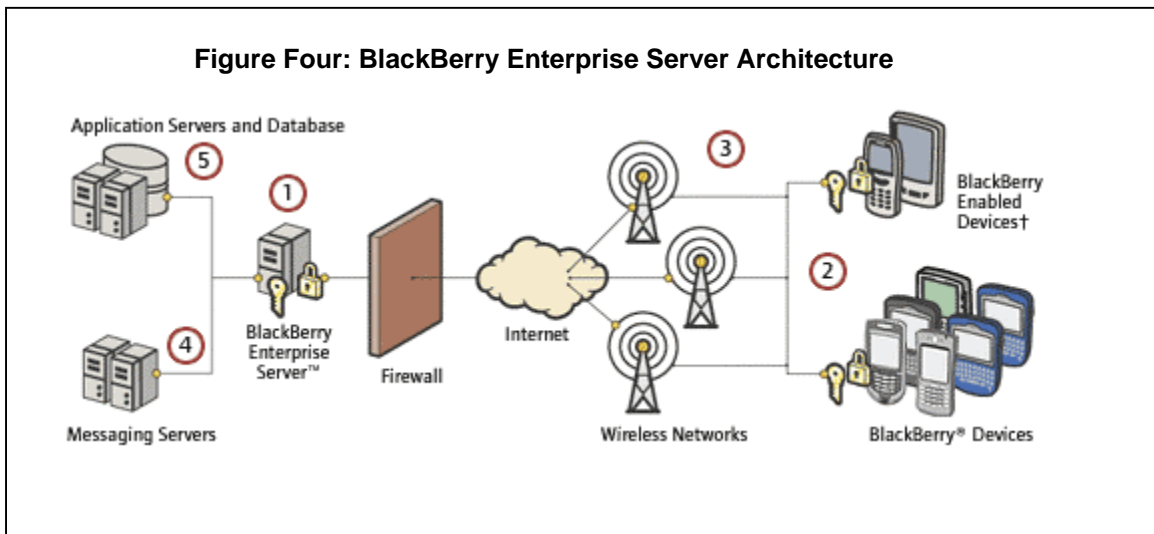 Figure Four: BlackBerry Enterprise Server Architecture
Application Servers and Database
5
1
3
BlackBerry
Enabled
Devices†
2
Internet
4
BlackBerry
Enterprise
Server™
Firewall
Messaging Servers
Wireless Networks
BlackBerry® Devices